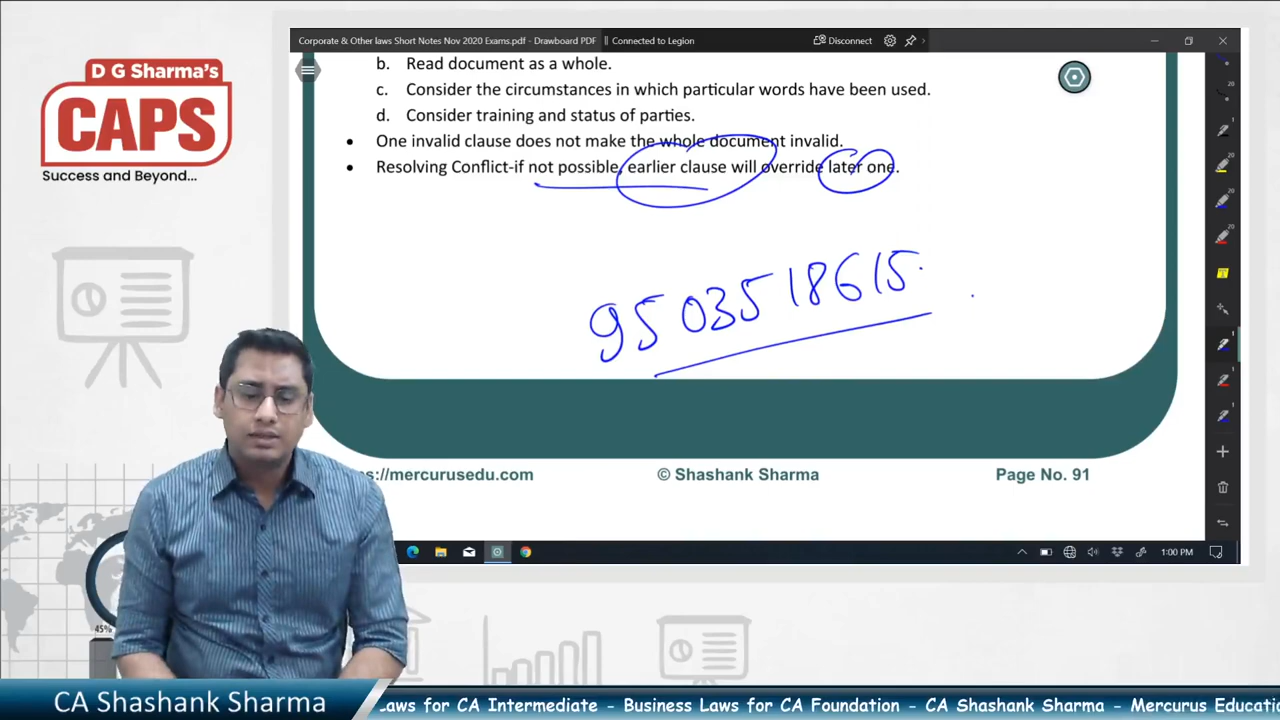 D G Sharma's
CAPS
Success and Beyond...
Corporate & Other laws Short Notes Nov 2020 Exams.pdf - Drawboard PDF
Connected to Legion
Disconnect
b. Read document as a whole.
c. Consider the circumstances in which particular words have been used.
d. Consider training and status of parties.
• One invalid clause does not make the whole document invalid.
• Resolving Conflict-if not possible, earlier clause will override later one.
9503518615
s://mercurusedu.com
© Shashank Sharma
Page No. 91
1:00 PM
45%
CA Shashank Sharma
Laws for CA Intermediate - Business Laws for CA Foundation - CA Shashank Sharma - Mercurus Educati